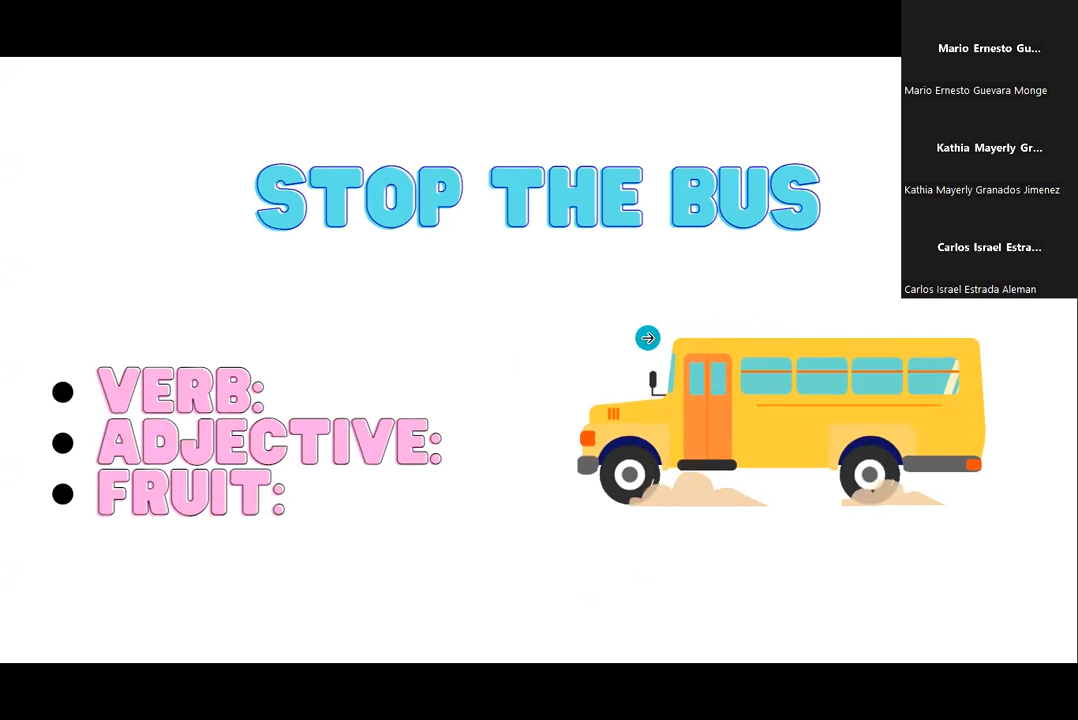 STOP THE BUS
VERB:
ADJECTIVE:
FRUIT:
Mario Ernesto Gu...
Mario Ernesto Guevara Monge
Kathia Mayerly Gr...
Kathia Mayerly Granados Jimenez
Carlos Israel Estra...
Carlos Israel Estrada Aleman